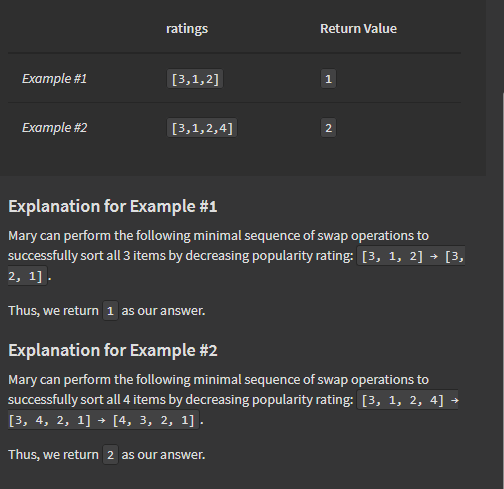 ratings Return Value
Example #1 [3,1,2] 1
Example #2 [3,1,2,4] 2
Explanation for Example #1
Mary can perform the following minimal sequence of swap operations to
successfully sort all 3 items by decreasing popularity rating: [3, 1, 2] → [3,
2, 1].
Thus, we return 1 as our answer.
Explanation for Example #2
Mary can perform the following minimal sequence of swap operations to
successfully sort all 4 items by decreasing popularity rating: [3, 1, 2, 4] →
[3, 4, 2, 1] → [4, 3, 2, 1].
Thus, we return 2 as our answer.